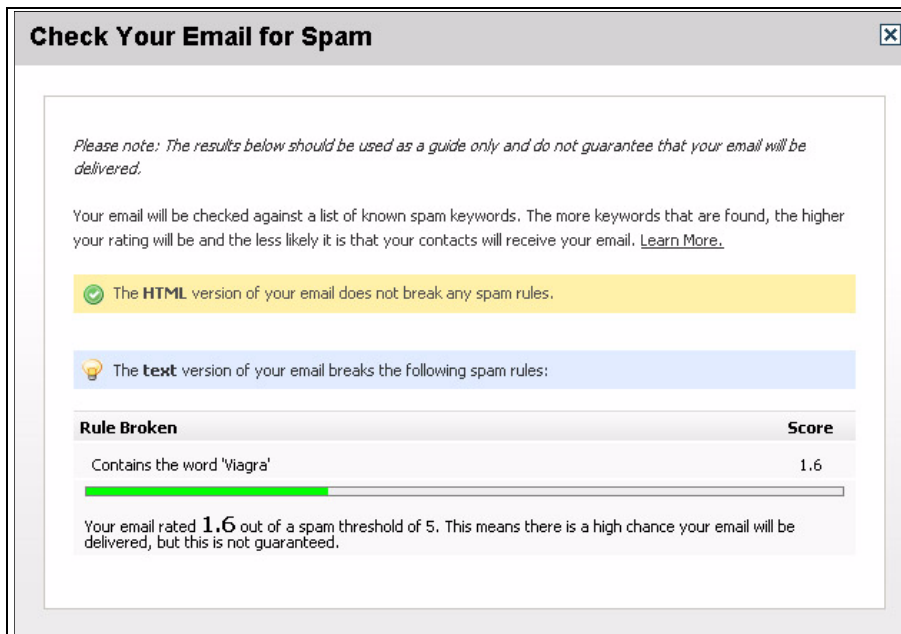 Check Your Email for Spam
Please note: The results below should be used as a guide only and do not guarantee that your email will be
delivered.
Your email will be checked against a list of known spam keywords. The more keywords that are found, the higher
your rating will be and the less likely it is that your contacts will receive your email. Learn More.
The HTML version of your email does not break any spam rules.
The text version of your email breaks the following spam rules:
Rule Broken Score
Contains the word 'Viagra' 1.6
Your email rated 1.6 out of a spam threshold of 5. This means there is a high chance your email will be
delivered, but this is not guaranteed.